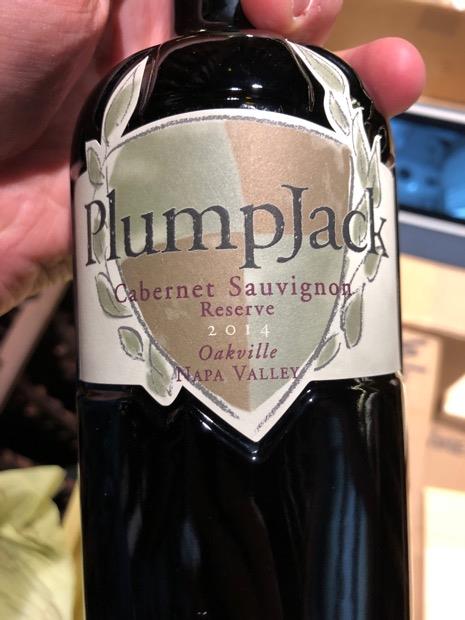 PlumpJack
Cabernet Sauvignon
Reserve
2014
Oakville
NAPA VALLEY